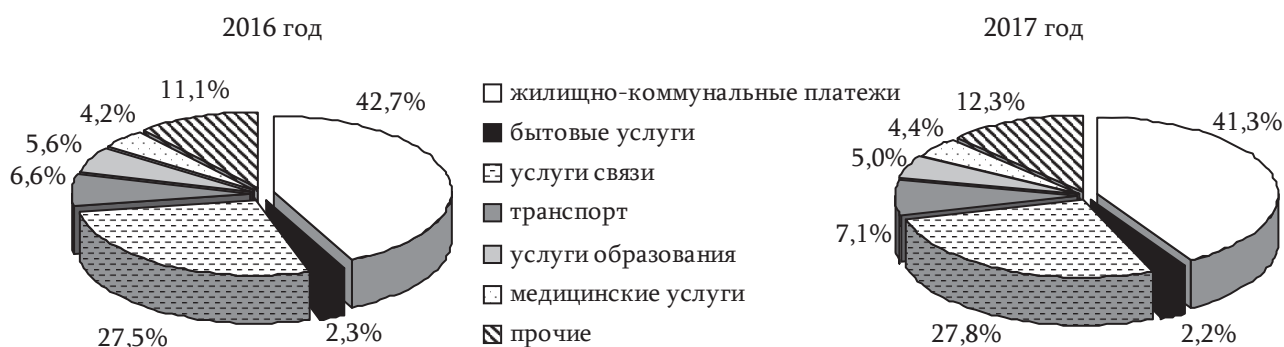 2016 год
11,1%
4,2%
5,6%
6,6%
42,7%
27,5%
2,3%
жилищно-коммунальные платежи
бытовые услуги
услуги связи
транспорт
услуги образования
медицинские услуги
прочие
2017 год
12,3%
4,4%
5,0%
7,1%
41,3%
27,8%
2,2%